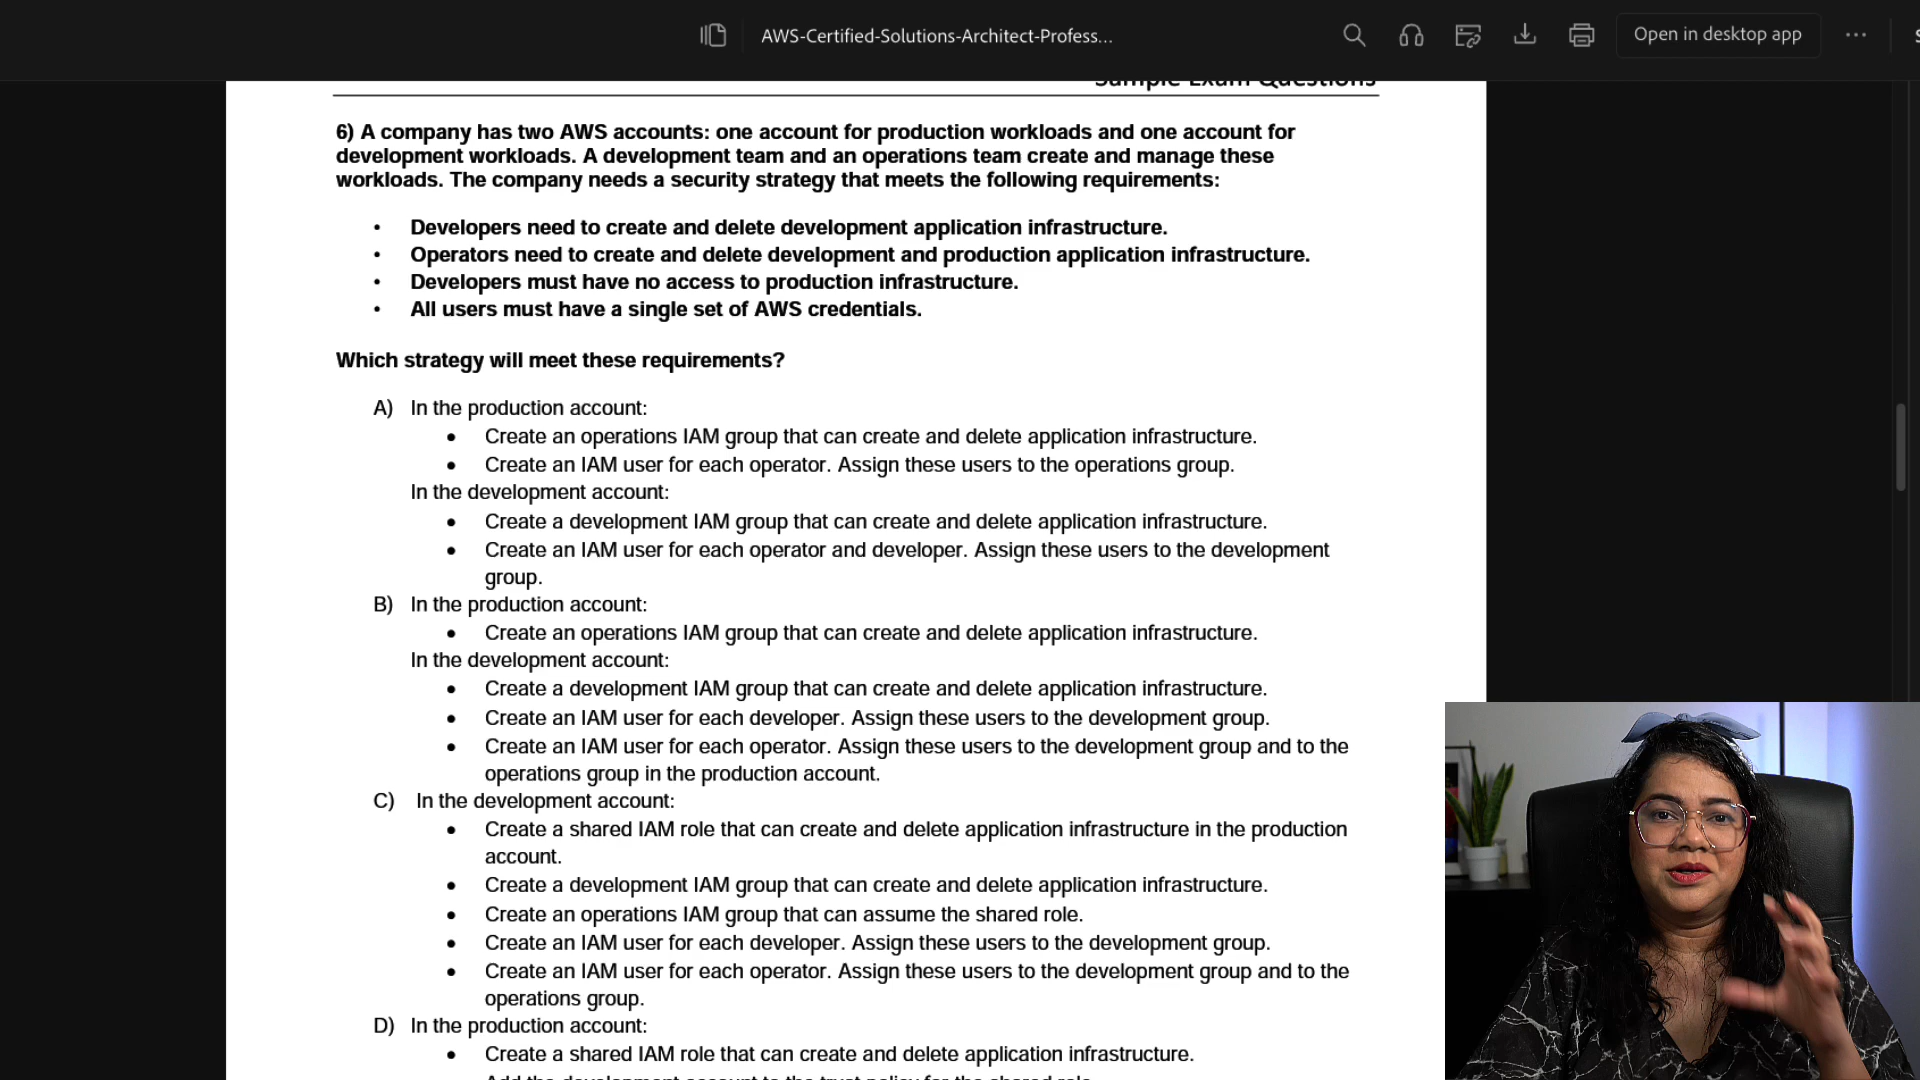 AWS-Certified-Solutions-Architect-Profess...
Open in desktop app
Sample Exam Questions
6) A company has two AWS accounts: one account for production workloads and one account for
development workloads. A development team and an operations team create and manage these
workloads. The company needs a security strategy that meets the following requirements:
• Developers need to create and delete development application infrastructure.
• Operators need to create and delete development and production application infrastructure.
• Developers must have no access to production infrastructure.
• All users must have a single set of AWS credentials.
Which strategy will meet these requirements?
A) In the production account:
• Create an operations IAM group that can create and delete application infrastructure.
• Create an IAM user for each operator. Assign these users to the operations group.
In the development account:
• Create a development IAM group that can create and delete application infrastructure.
• Create an IAM user for each operator and developer. Assign these users to the development
group.
B) In the production account:
• Create an operations IAM group that can create and delete application infrastructure.
In the development account:
• Create a development IAM group that can create and delete application infrastructure.
• Create an IAM user for each developer. Assign these users to the development group.
• Create an IAM user for each operator. Assign these users to the development group and to the
operations group in the production account.
C) In the development account:
• Create a shared IAM role that can create and delete application infrastructure in the production
account.
• Create a development IAM group that can create and delete application infrastructure.
• Create an operations IAM group that can assume the shared role.
• Create an IAM user for each developer. Assign these users to the development group.
• Create an IAM user for each operator. Assign these users to the development group and to the
operations group.
D) In the production account:
• Create a shared IAM role that can create and delete application infrastructure.
Add the development account to the trust policy for the shared role.